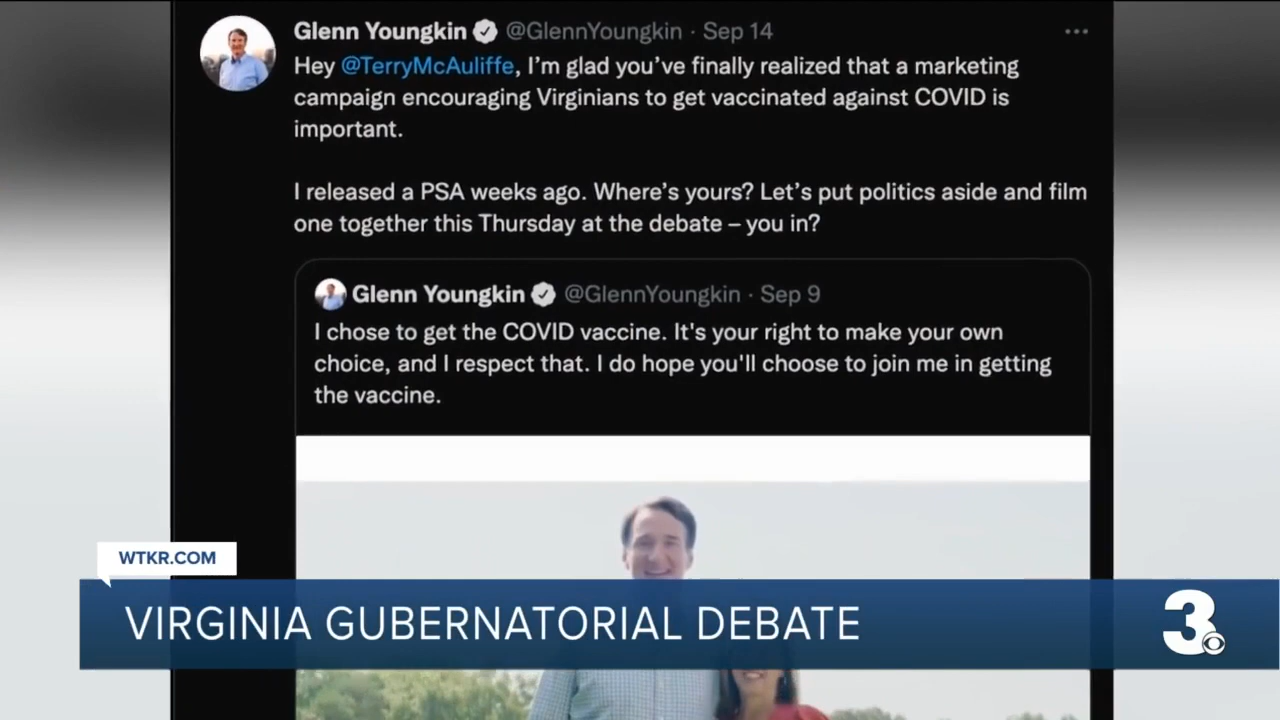 Glenn Youngkin @GlennYoungkin · Sep 14
Hey @TerryMcAuliffe, I’m glad you’ve finally realized that a marketing
campaign encouraging Virginians to get vaccinated against COVID is
important.
I released a PSA weeks ago. Where’s yours? Let’s put politics aside and film
one together this Thursday at the debate – you in?
Glenn Youngkin @GlennYoungkin · Sep 9
I chose to get the COVID vaccine. It's your right to make your own
choice, and I respect that. I do hope you'll choose to join me in getting
the vaccine.
WTKR.COM
VIRGINIA GUBERNATORIAL DEBATE
3